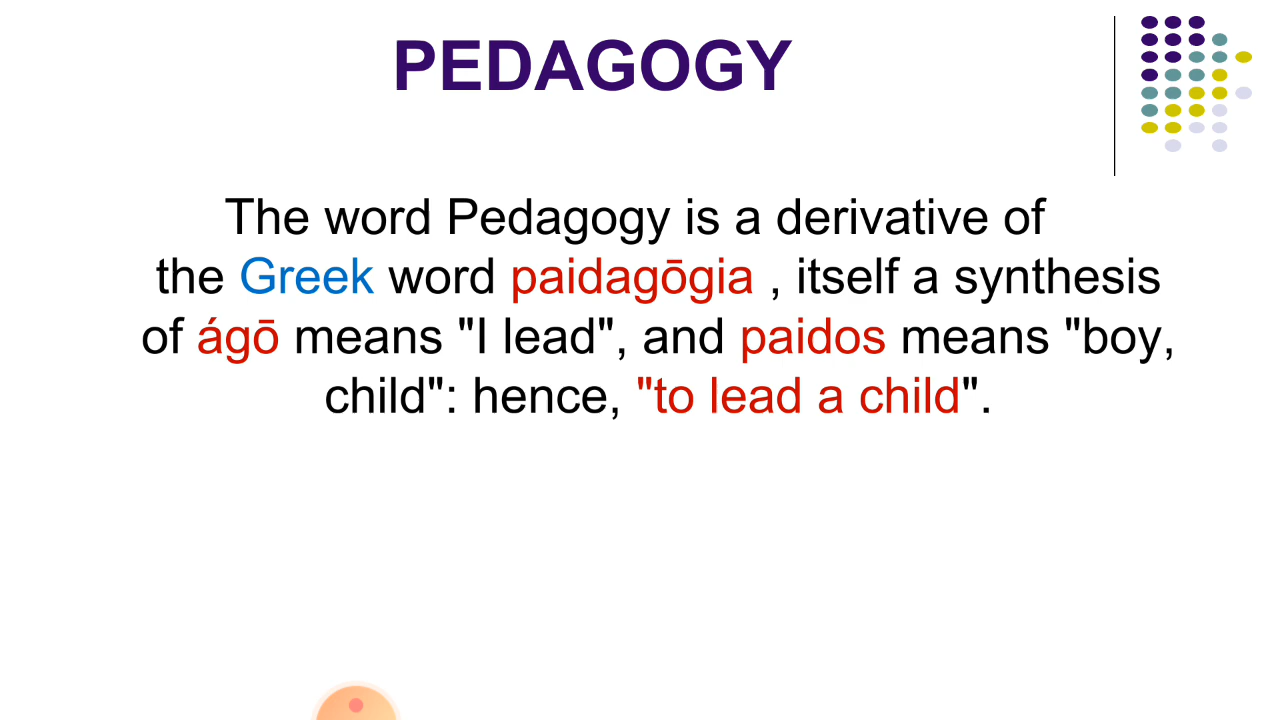 PEDAGOGY
The word Pedagogy is a derivative of
the Greek word paidagōgia , itself a synthesis
of ágō means "I lead", and paidos means "boy,
child": hence, "to lead a child".